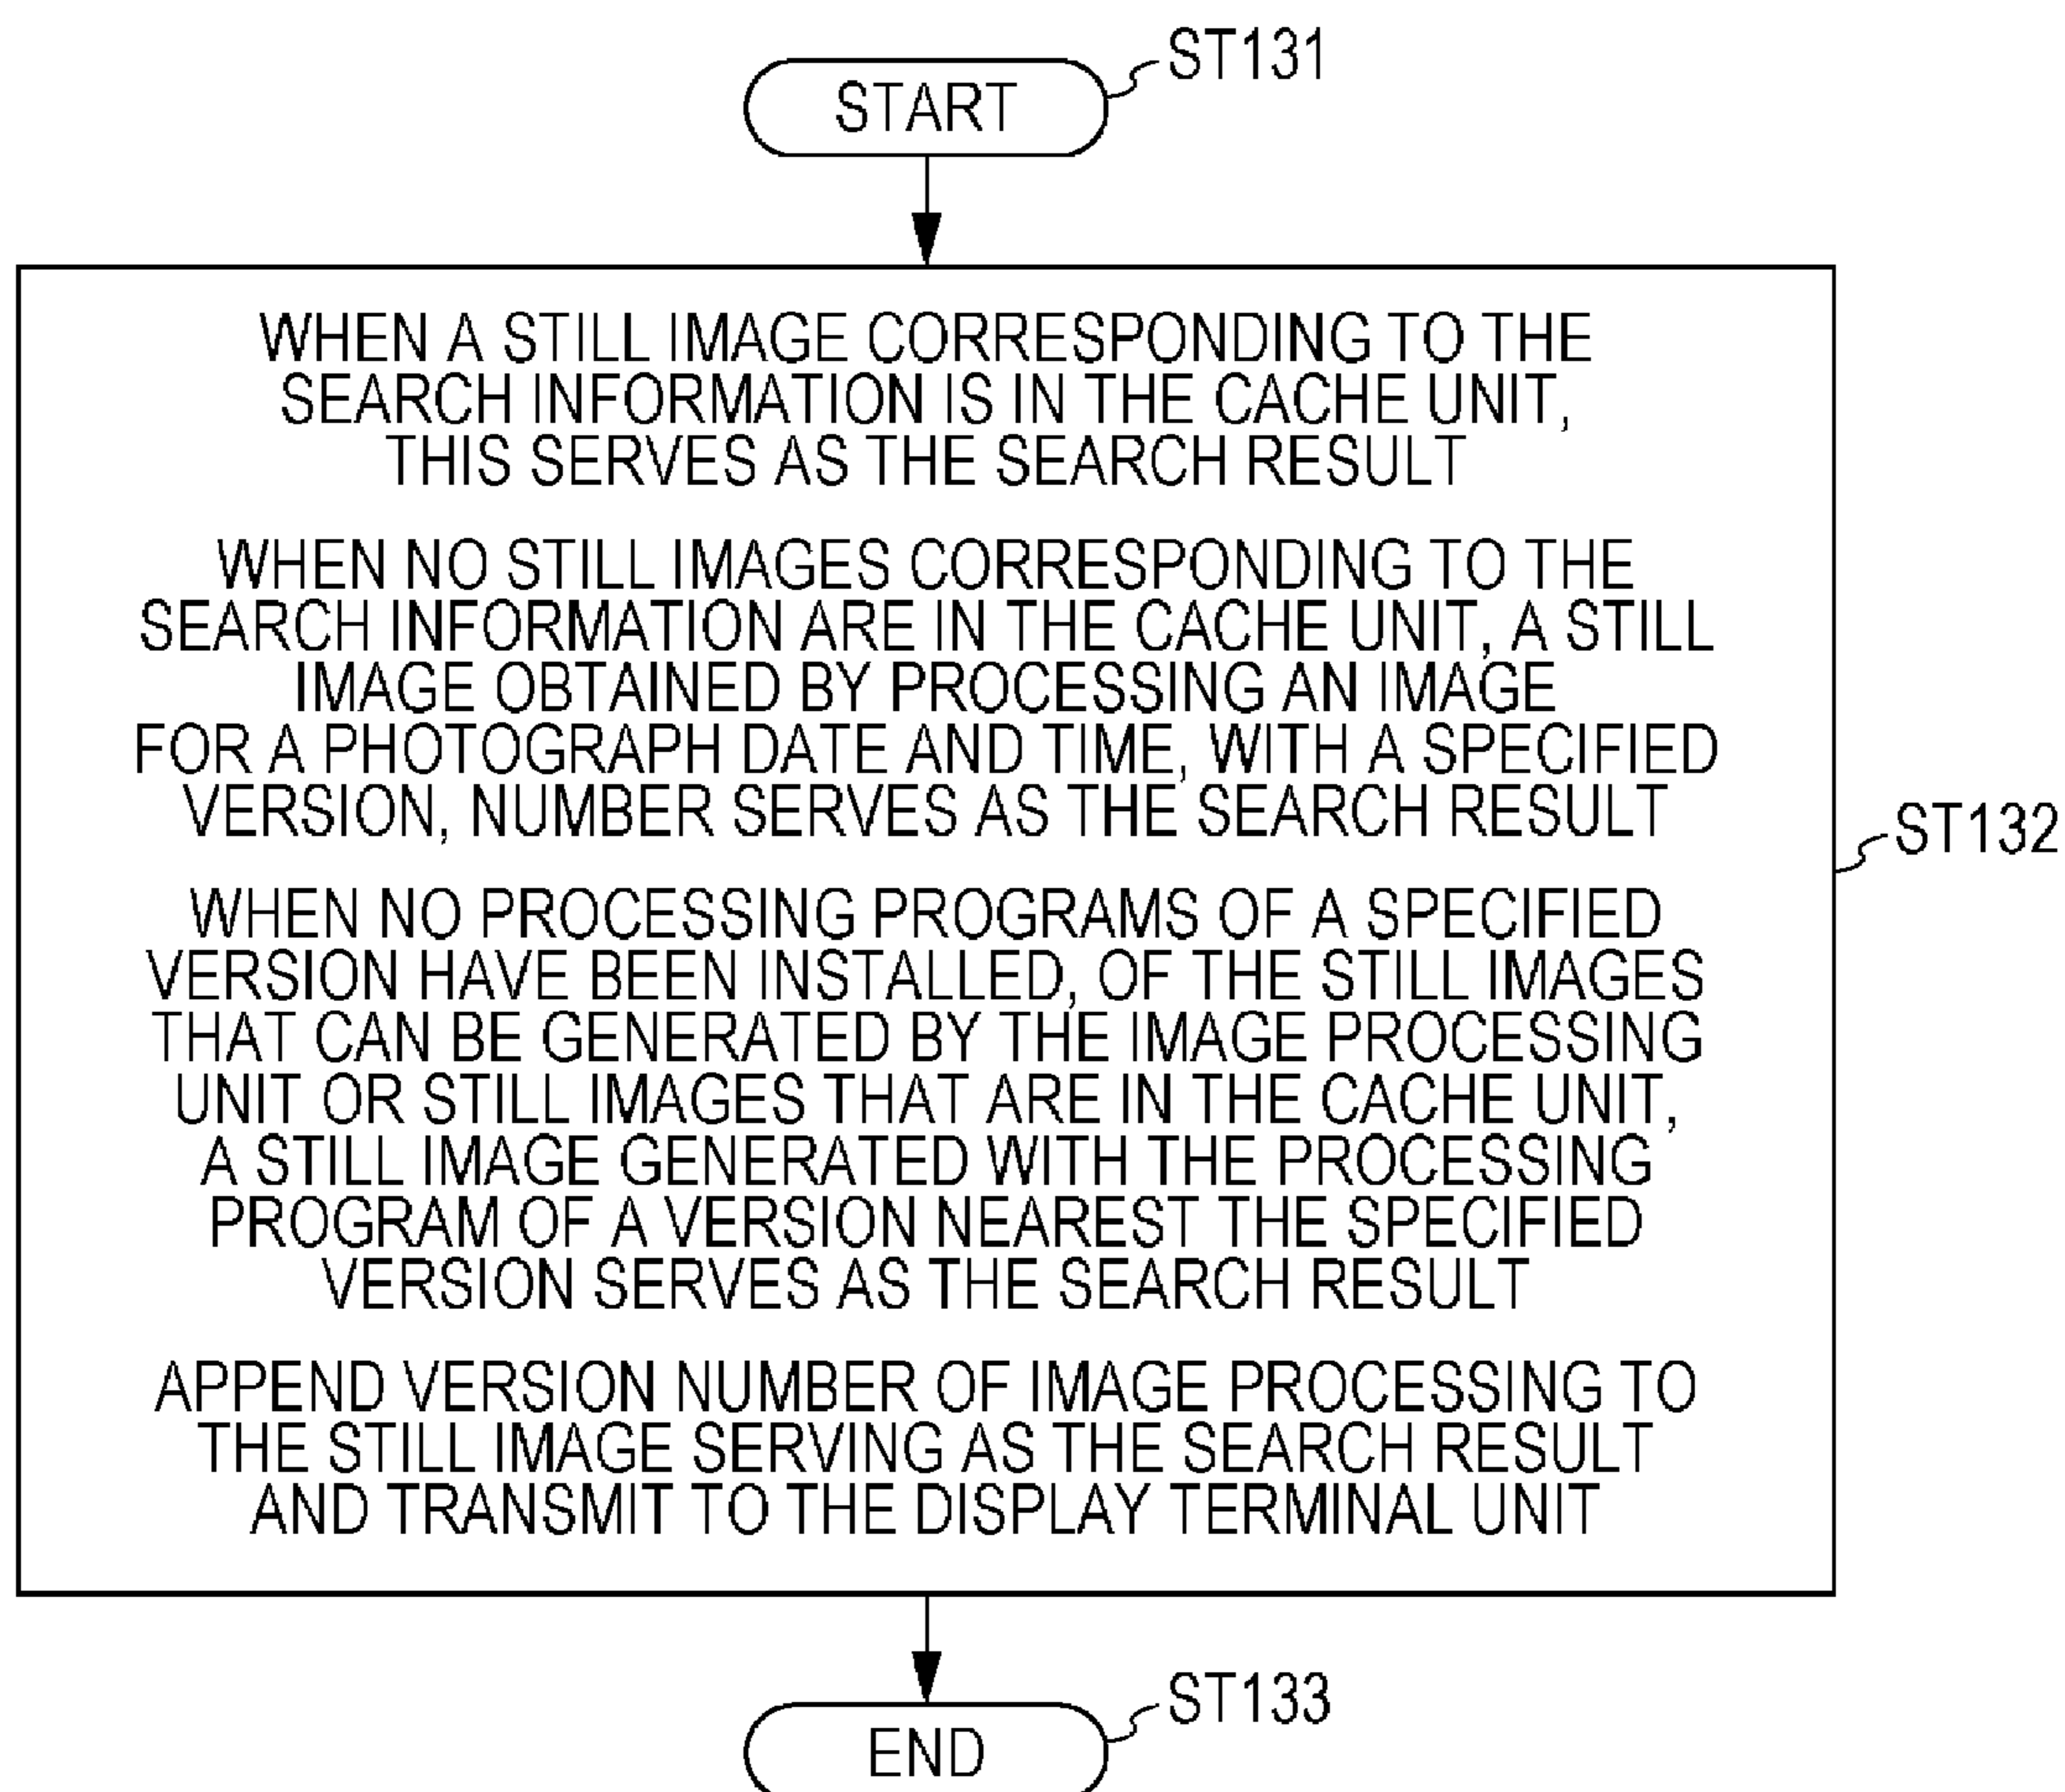 START
ST131
WHEN A STILL IMAGE CORRESPONDING TO THE
SEARCH INFORMATION IS IN THE CACHE UNIT,
THIS SERVES AS THE SEARCH RESULT
WHEN NO STILL IMAGES CORRESPONDING TO THE
SEARCH INFORMATION ARE IN THE CACHE UNIT, A STILL
IMAGE OBTAINED BY PROCESSING AN IMAGE
FOR A PHOTOGRAPH DATE AND TIME, WITH A SPECIFIED
VERSION, NUMBER SERVES AS THE SEARCH RESULT
WHEN NO PROCESSING PROGRAMS OF A SPECIFIED
VERSION HAVE BEEN INSTALLED, OF THE STILL IMAGES
THAT CAN BE GENERATED BY THE IMAGE PROCESSING
UNIT OR STILL IMAGES THAT ARE IN THE CACHE UNIT,
A STILL IMAGE GENERATED WITH THE PROCESSING
PROGRAM OF A VERSION NEAREST THE SPECIFIED
VERSION SERVES AS THE SEARCH RESULT
APPEND VERSION NUMBER OF IMAGE PROCESSING TO
THE STILL IMAGE SERVING AS THE SEARCH RESULT
AND TRANSMIT TO THE DISPLAY TERMINAL UNIT
ST132
END
ST133